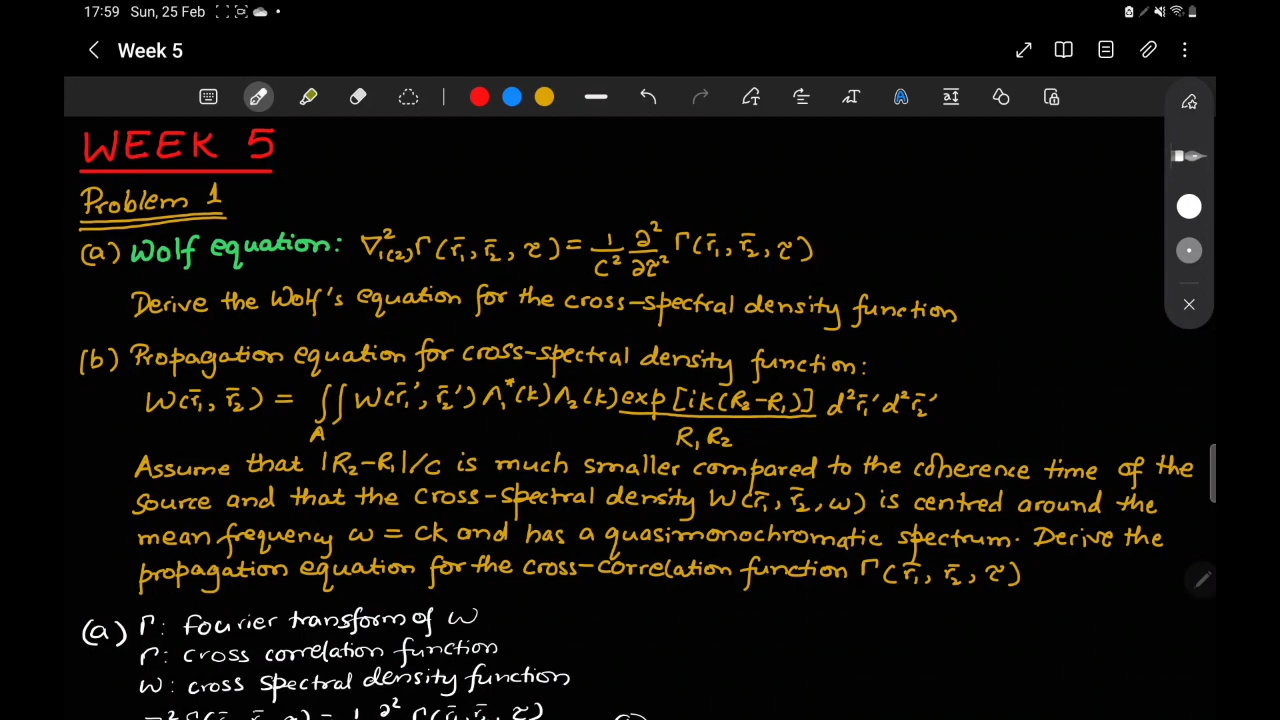 17:59 Sun, 25 Feb
Week 5
WEEK 5
Problem 1
(a) Wolf equation: ∇²₁₍₂₎Γ(r̄₁, r̄₂, τ) = 1/c² ∂²/∂τ² Γ(r̄₁, r̄₂, τ)
Derive the Wolf's equation for the cross-spectral density function
(b) Propagation equation for cross-spectral density function:
W(r̄₁, r̄₂) = ∬_A W(r̄₁', r̄₂') Λ₁*(k) Λ₂(k) exp[ik(R₂-R₁)] / R₁R₂ d²r̄₁' d²r̄₂'
Assume that |R₂-R₁|/c is much smaller compared to the coherence time of the
source and that the cross-spectral density W(r̄₁, r̄₂, ω) is centred around the
mean frequency ω = ck and has a quasimonochromatic spectrum. Derive the
propagation equation for the cross-correlation function Γ(r̄₁, r̄₂, τ)
(a) Γ: Fourier transform of W
Γ: cross correlation function
W: cross spectral density function